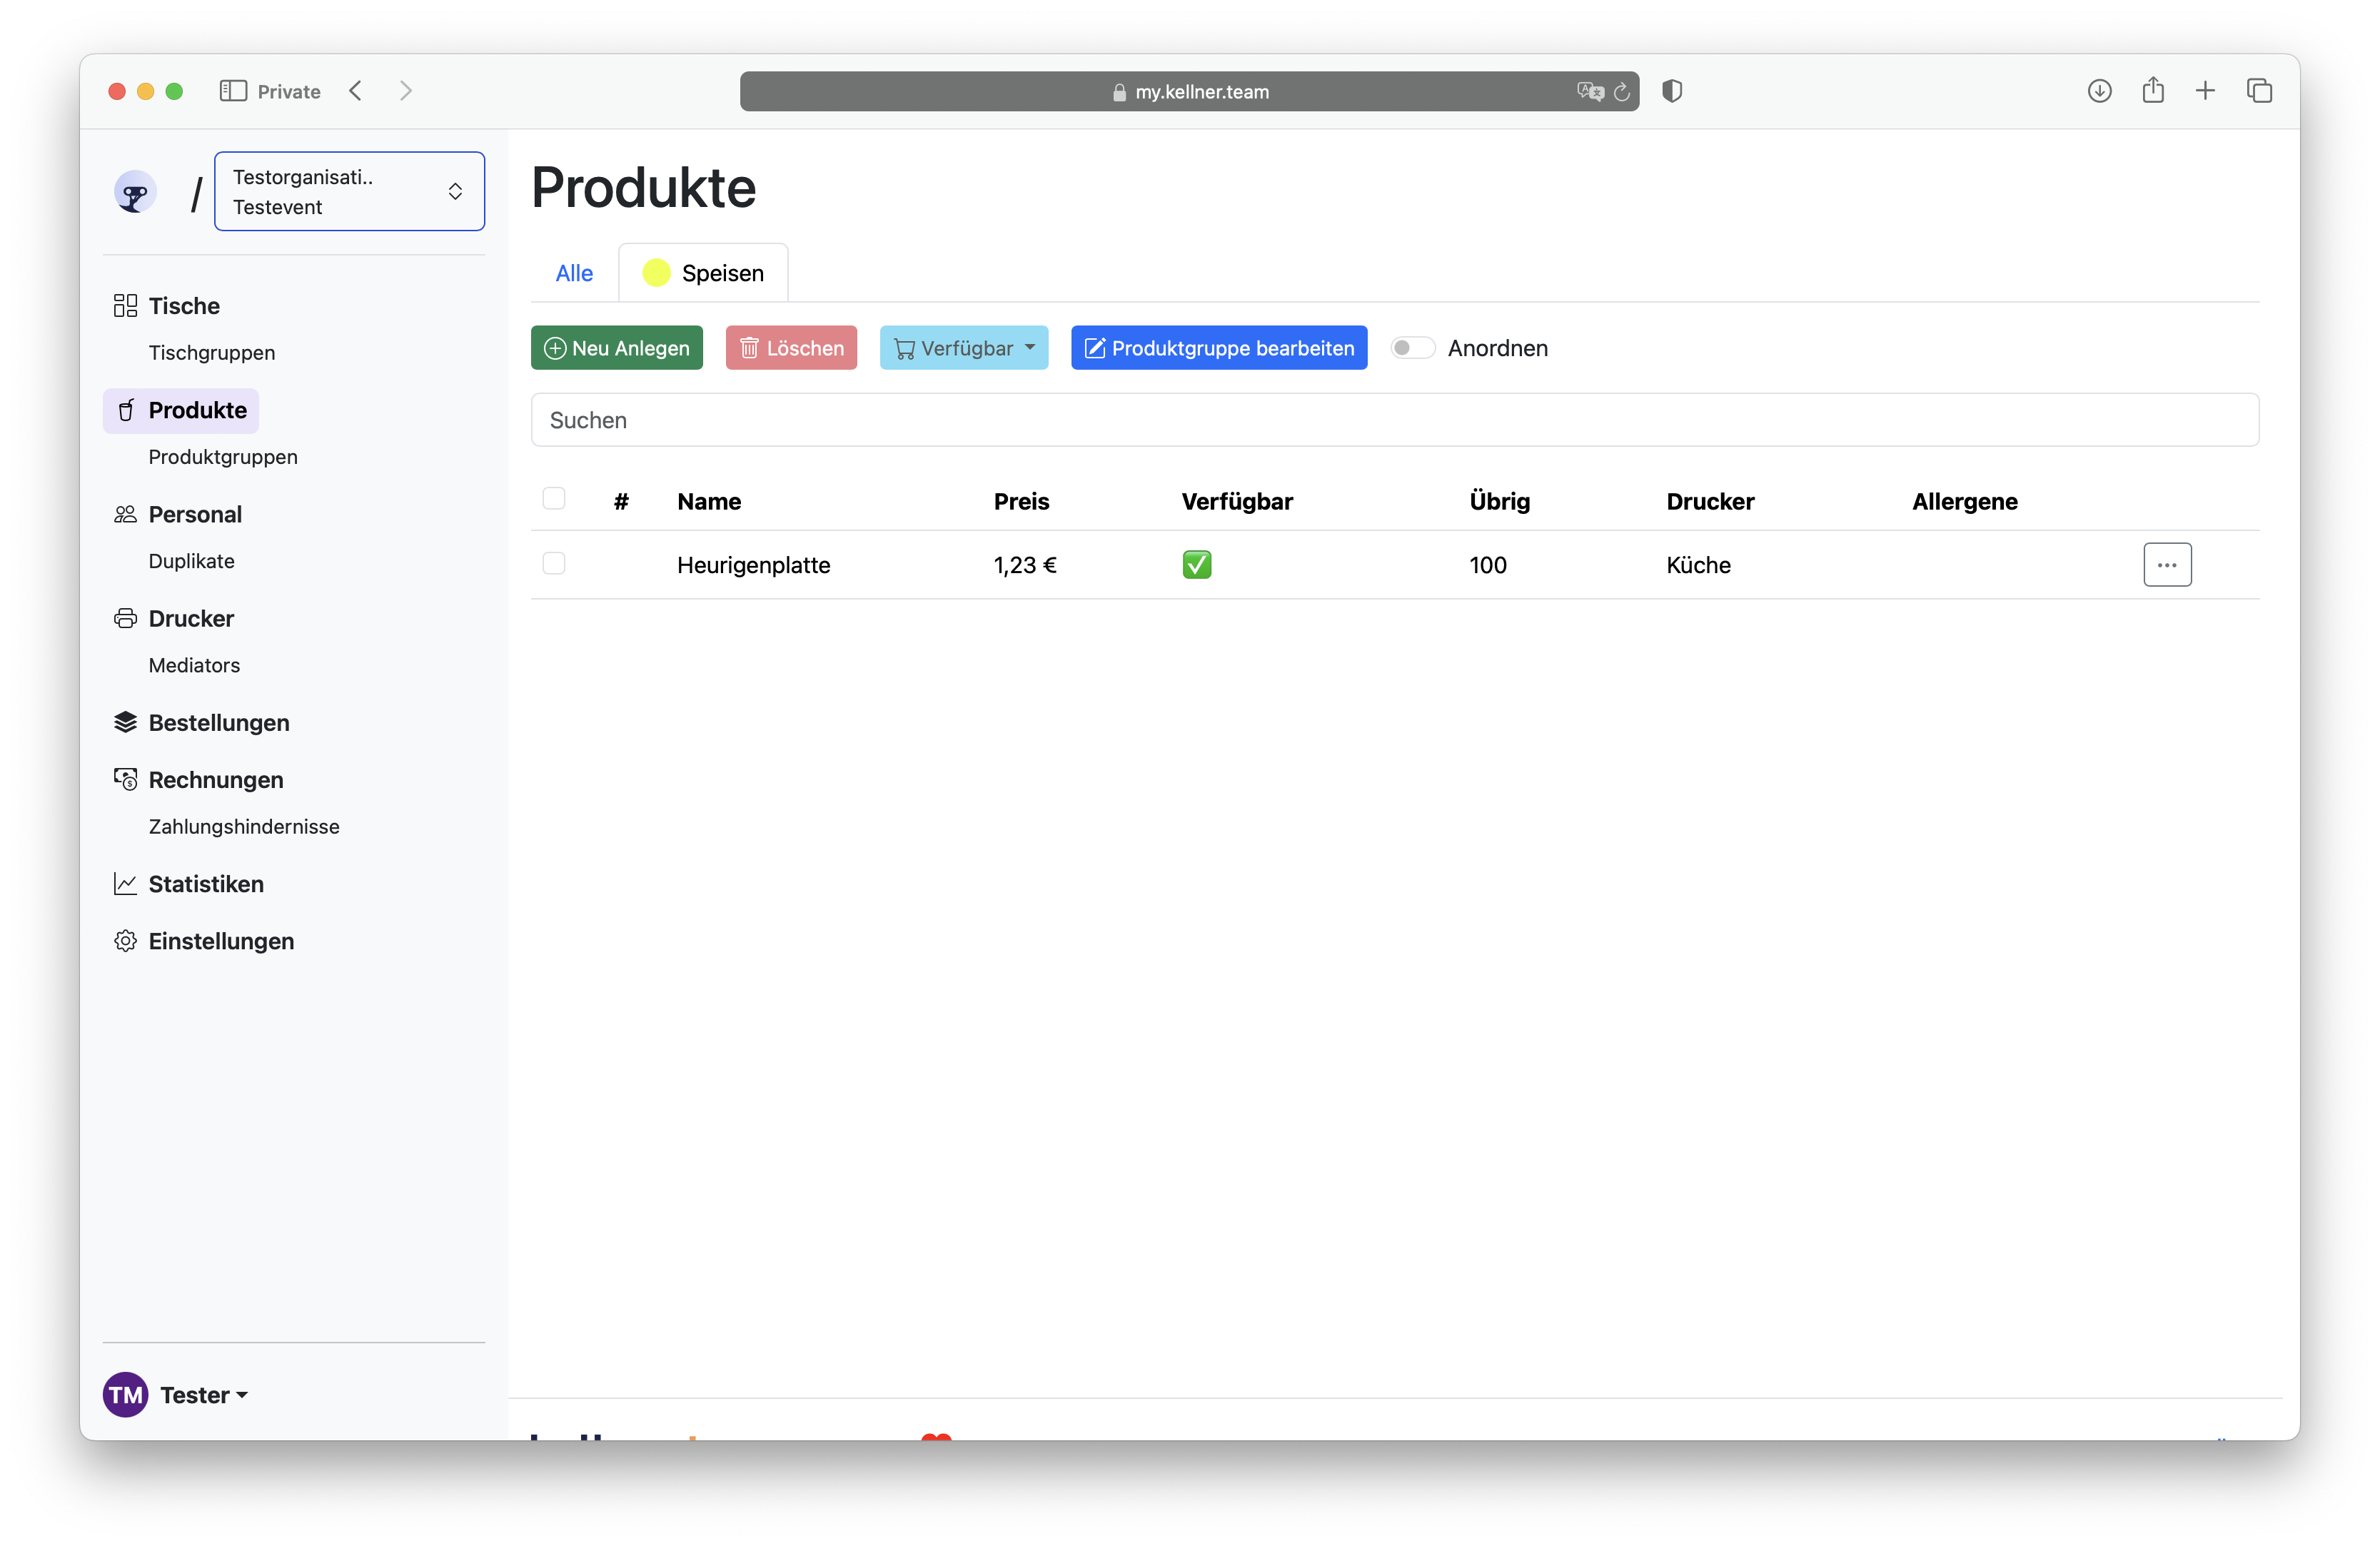 Private
my.kellner.team
/
Testorganisati..
Testevent
Tische
Tischgruppen
Produkte
Produktgruppen
Personal
Duplikate
Drucker
Mediators
Bestellungen
Rechnungen
Zahlungshindernisse
Statistiken
Einstellungen
TM Tester
Produkte
Alle Speisen
Neu Anlegen Löschen Verfügbar Produktgruppe bearbeiten Anordnen
Suchen
# Name Preis Verfügbar Übrig Drucker Allergene
Heurigenplatte 1,23 € ✅ 100 Küche ...